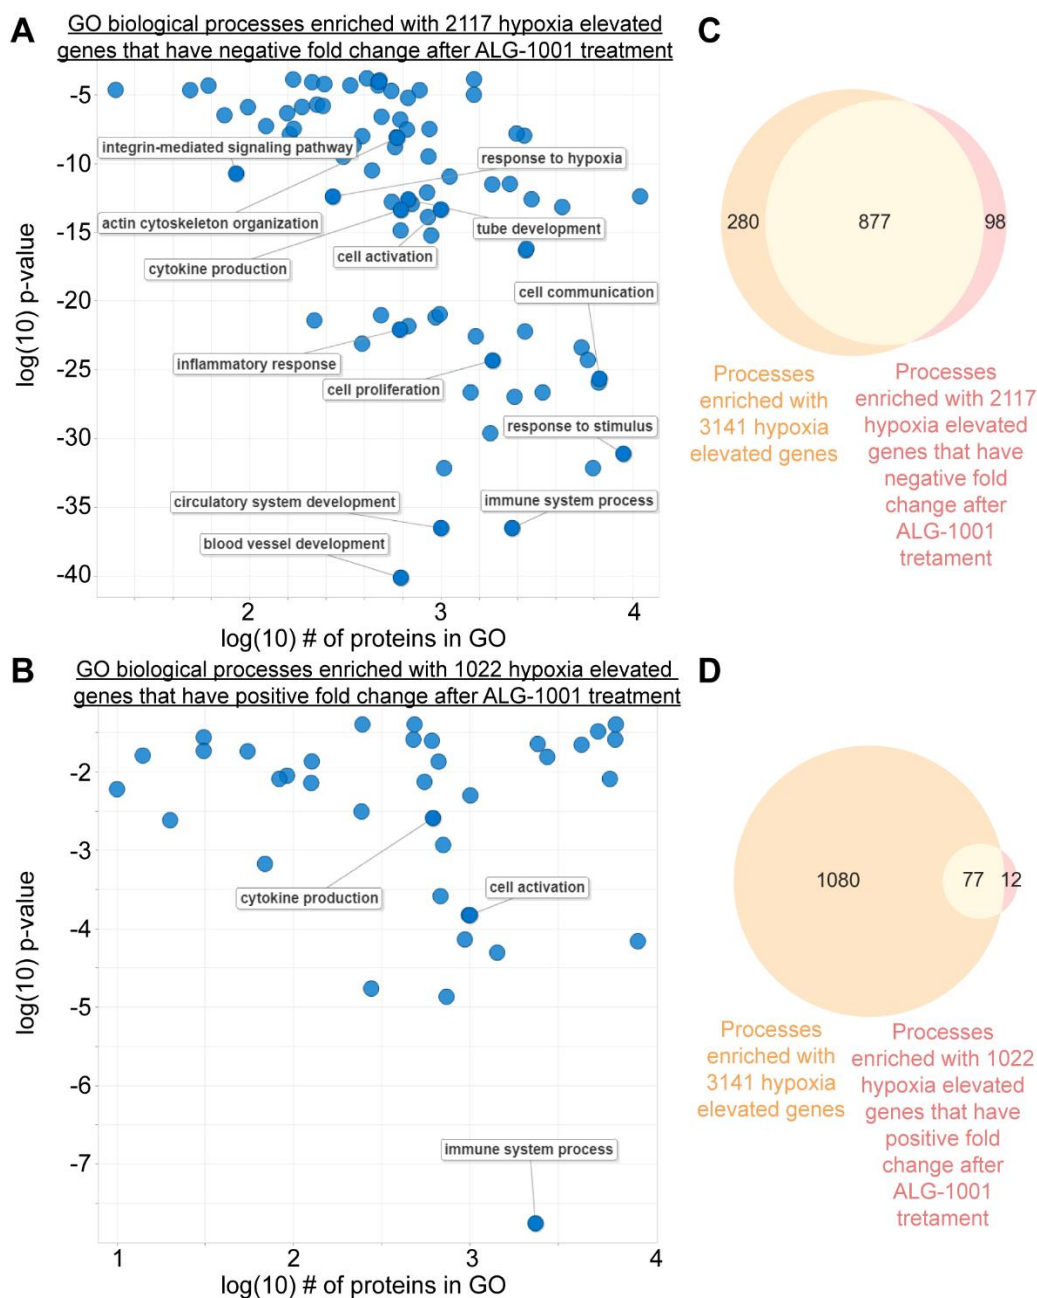 A
GO biological processes enriched with 2117 hypoxia elevated
genes that have negative fold change after ALG-1001 treatment
log(10) p-value
-5
-10
-15
-20
-25
-30
-35
-40
integrin-mediated signaling pathway
response to hypoxia
actin cytoskeleton organization
tube development
cytokine production
cell activation
cell communication
inflammatory response
cell proliferation
response to stimulus
circulatory system development
immune system process
blood vessel development
2
3
4
log(10) # of proteins in GO
B
GO biological processes enriched with 1022 hypoxia elevated
genes that have positive fold change after ALG-1001 treatment
log(10) p-value
-2
-3
-4
-5
-6
-7
cytokine production
cell activation
immune system process
1
2
3
4
log(10) # of proteins in GO
C
280
877
98
Processes
enriched with
3141 hypoxia
elevated genes
Processes
enriched with 2117
hypoxia elevated
genes that have
negative fold
change after
ALG-1001
tretament
D
1080
77
12
Processes
enriched with
3141 hypoxia
elevated genes
Processes
enriched with 1022
hypoxia elevated
genes that have
positive fold
change after
ALG-1001
tretament